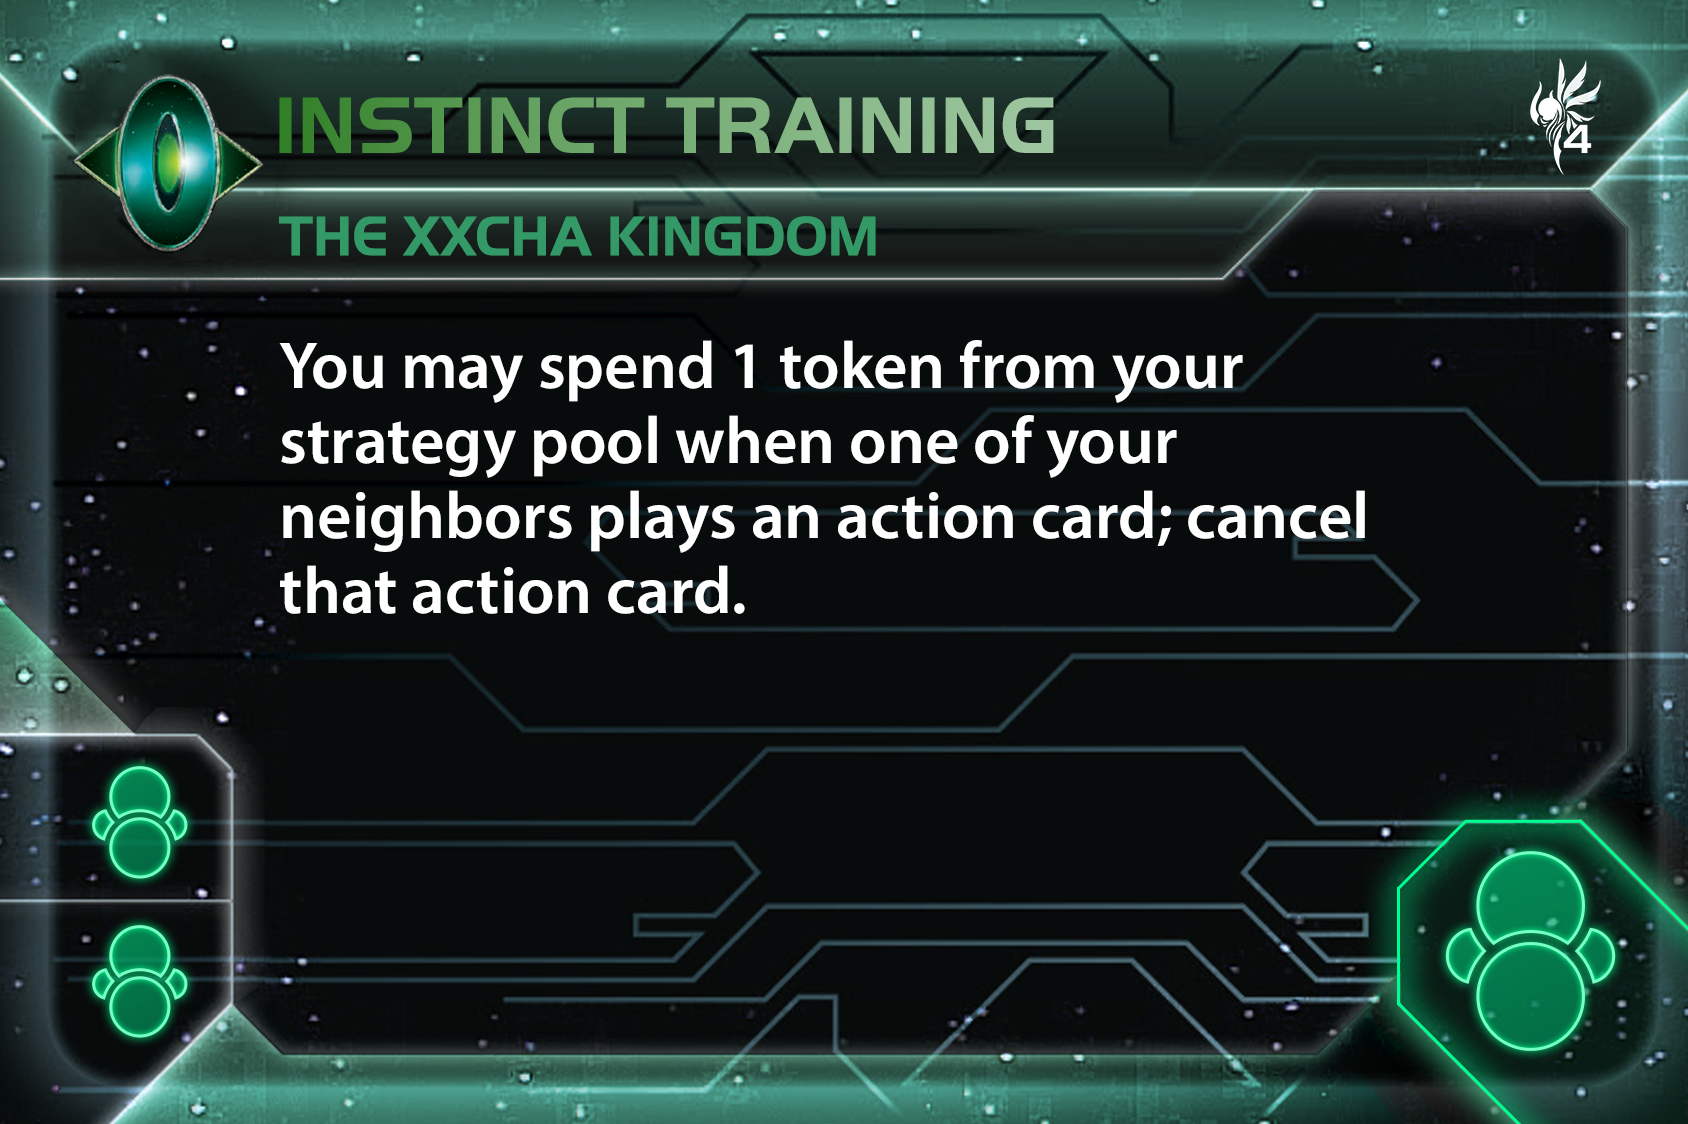 INSTINCT TRAINING
4
THE XXCHA KINGDOM
You may spend 1 token from your
strategy pool when one of your
neighbors plays an action card; cancel
that action card.